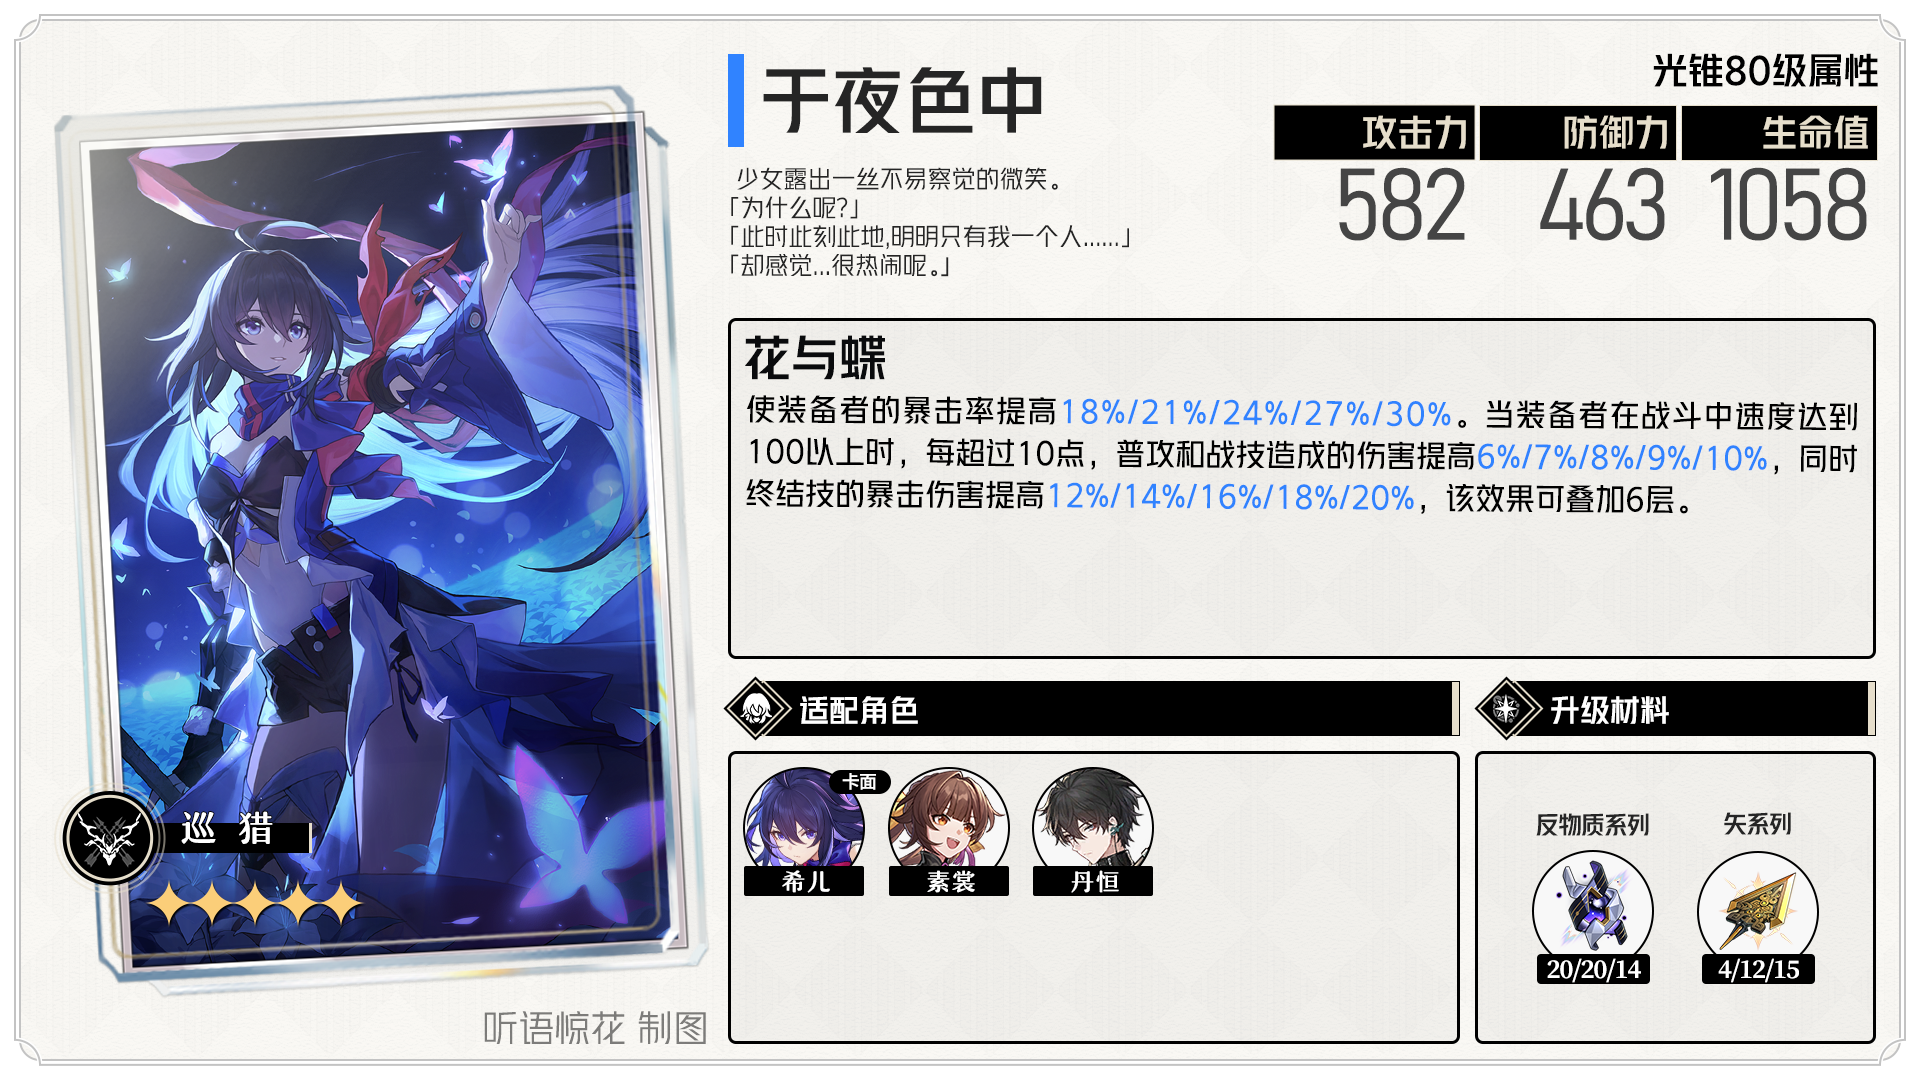 于夜色中
少女露出一丝不易察觉的微笑。
「为什么呢?」
「此时此刻此地,明明只有我一个人......」
「却感觉...很热闹呢。」
光锥80级属性
攻击力 防御力 生命值
582 463 1058
花与蝶
使装备者的暴击率提高18%/21%/24%/27%/30%。当装备者在战斗中速度达到
100以上时，每超过10点，普攻和战技造成的伤害提高6%/7%/8%/9%/10%，同时
终结技的暴击伤害提高12%/14%/16%/18%/20%，该效果可叠加6层。
适配角色
卡面
希儿 素裳 丹恒
升级材料
反物质系列 矢系列
20/20/14 4/12/15
巡猎
听语惊花 制图